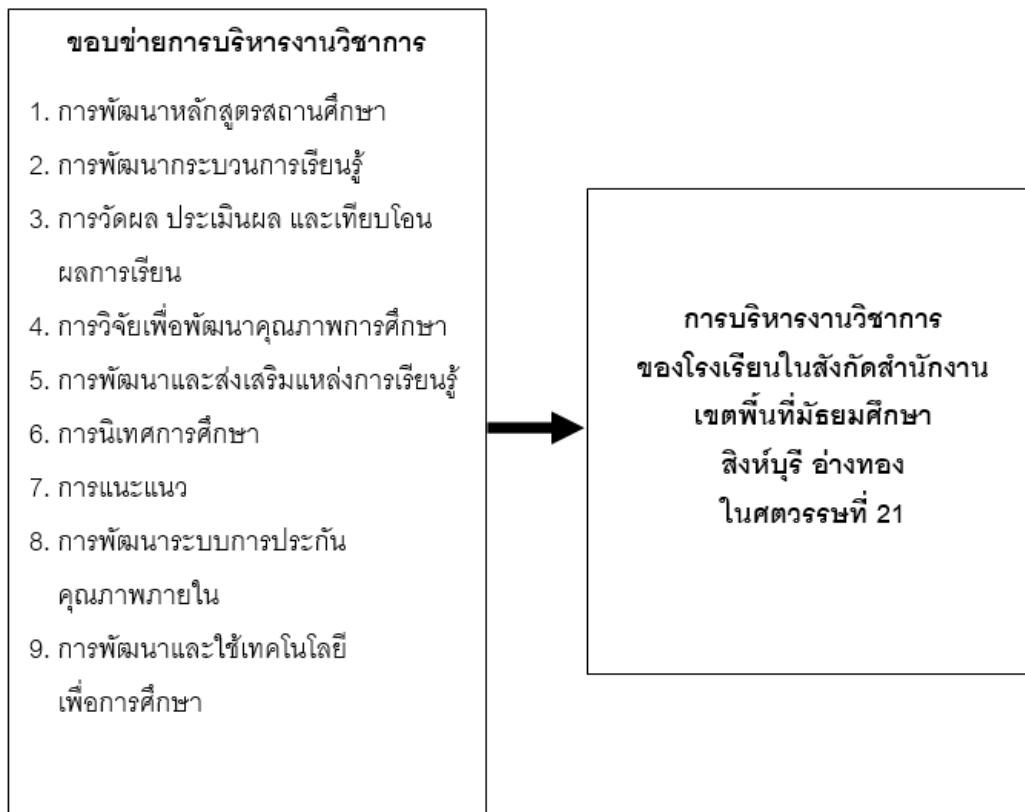 ขอบข่ายการบริหารงานวิชาการ
1. การพัฒนาหลักสูตรสถานศึกษา
2. การพัฒนากระบวนการเรียนรู้
3. การวัดผล ประเมินผล และเทียบโอน
ผลการเรียน
4. การวิจัยเพื่อพัฒนาคุณภาพการศึกษา
5. การพัฒนาและส่งเสริมแหล่งการเรียนรู้
6. การนิเทศการศึกษา
7. การแนะแนว
8. การพัฒนาระบบการประกัน
คุณภาพภายใน
9. การพัฒนาและใช้เทคโนโลยี
เพื่อการศึกษา
การบริหารงานวิชาการ
ของโรงเรียนในสังกัดสำนักงาน
เขตพื้นที่มัธยมศึกษา
สิงห์บุรี อ่างทอง
ในศตวรรษที่ 21